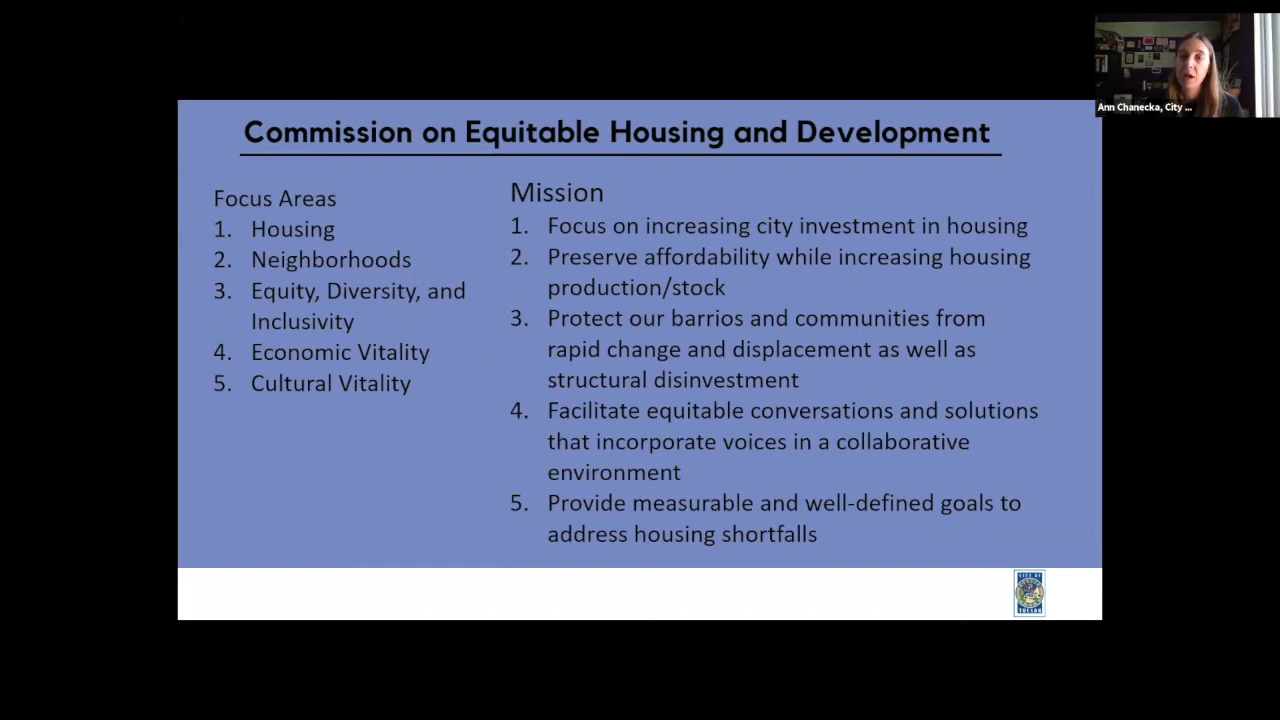 Commission on Equitable Housing and Development
Focus Areas
1. Housing
2. Neighborhoods
3. Equity, Diversity, and
Inclusivity
4. Economic Vitality
5. Cultural Vitality
Mission
1. Focus on increasing city investment in housing
2. Preserve affordability while increasing housing
production/stock
3. Protect our barrios and communities from
rapid change and displacement as well as
structural disinvestment
4. Facilitate equitable conversations and solutions
that incorporate voices in a collaborative
environment
5. Provide measurable and well-defined goals to
address housing shortfalls
Ann Chanecka, City ...
CITY OF
TUCSON